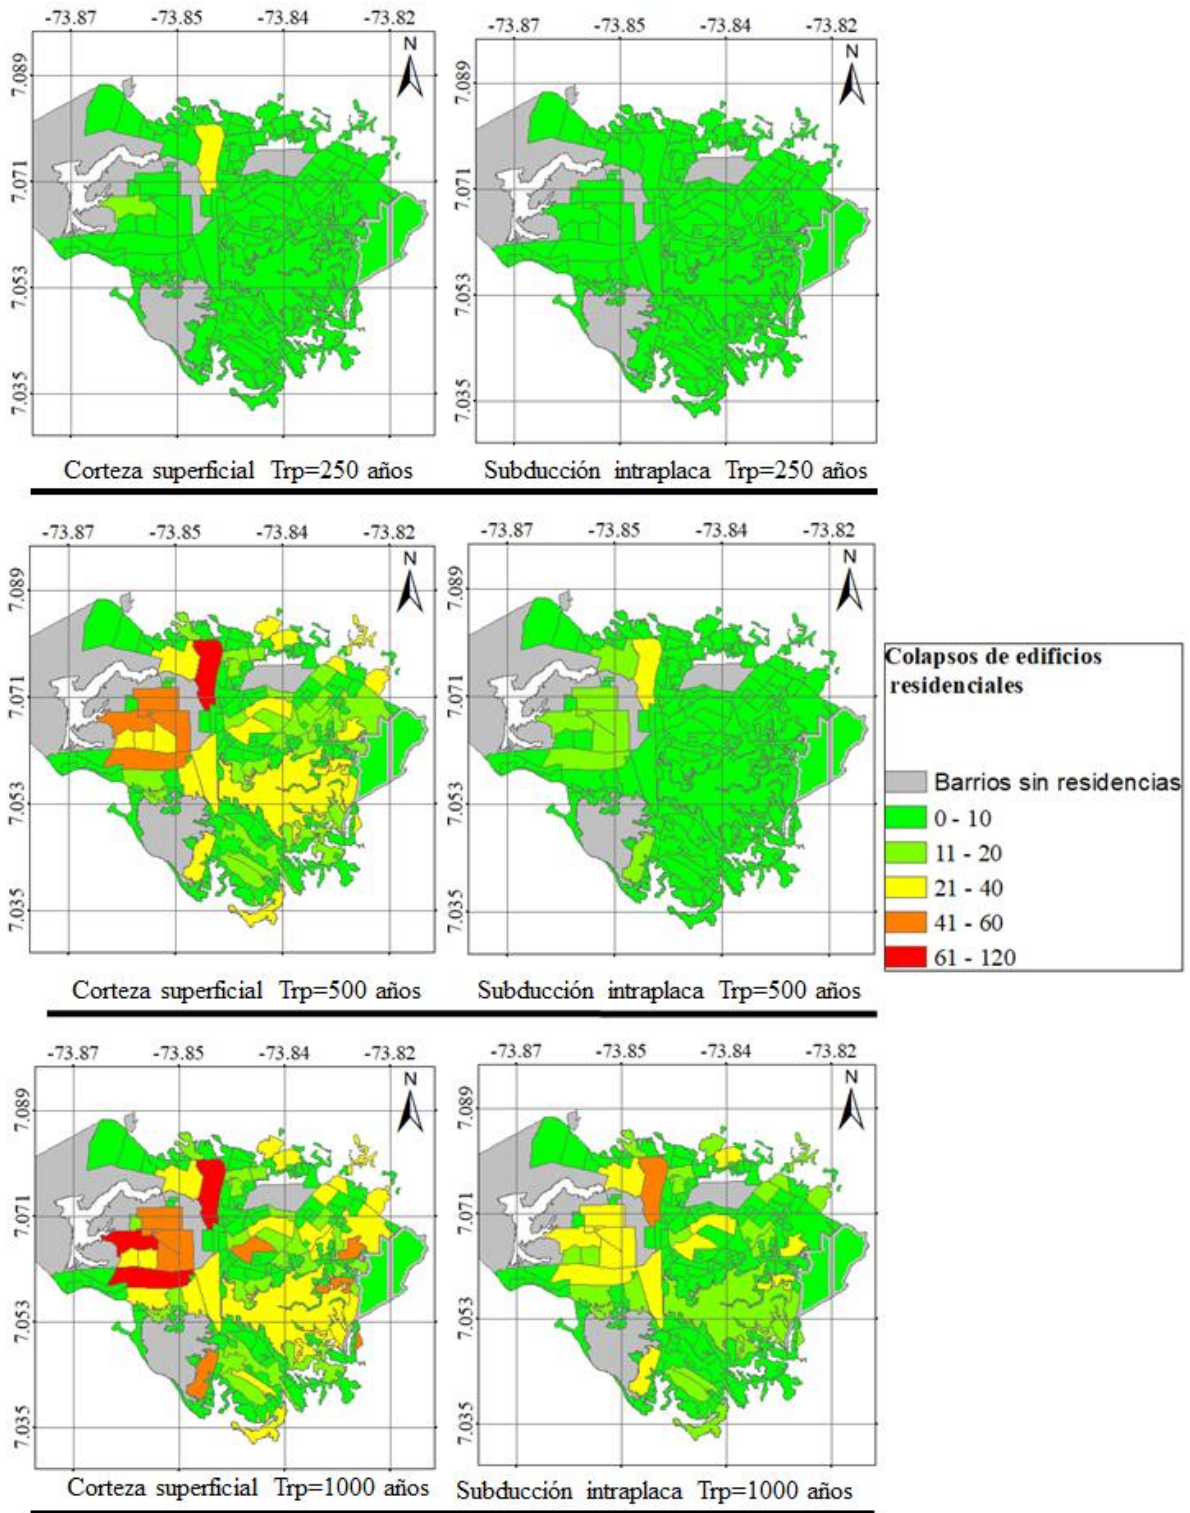 -73.87 -73.85 -73.84 -73.82
N
7.089
7.071
7.053
7.035
Corteza superficial Trp=250 años
-73.87 -73.85 -73.84 -73.82
N
7.089
7.071
7.053
7.035
Subducción intraplaca Trp=250 años
-73.87 -73.85 -73.84 -73.82
N
7.089
7.071
7.053
7.035
Corteza superficial Trp=500 años
-73.87 -73.85 -73.84 -73.82
N
7.089
7.071
7.053
7.035
Subducción intraplaca Trp=500 años
Colapsos de edificios
residenciales
Barrios sin residencias
0 - 10
11 - 20
21 - 40
41 - 60
61 - 120
-73.87 -73.85 -73.84 -73.82
N
7.089
7.071
7.053
7.035
Corteza superficial Trp=1000 años
-73.87 -73.85 -73.84 -73.82
N
7.089
7.071
7.053
7.035
Subducción intraplaca Trp=1000 años